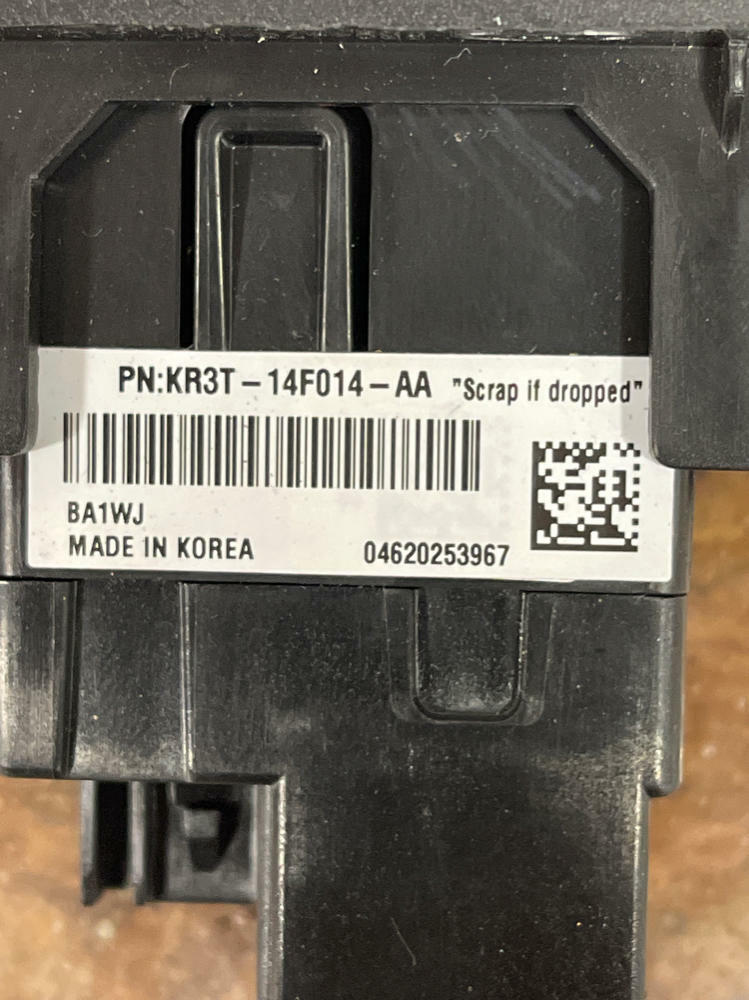 PN:KR3T-14F014-AA "Scrap if dropped"
BA1WJ
MADE IN KOREA 04620253967